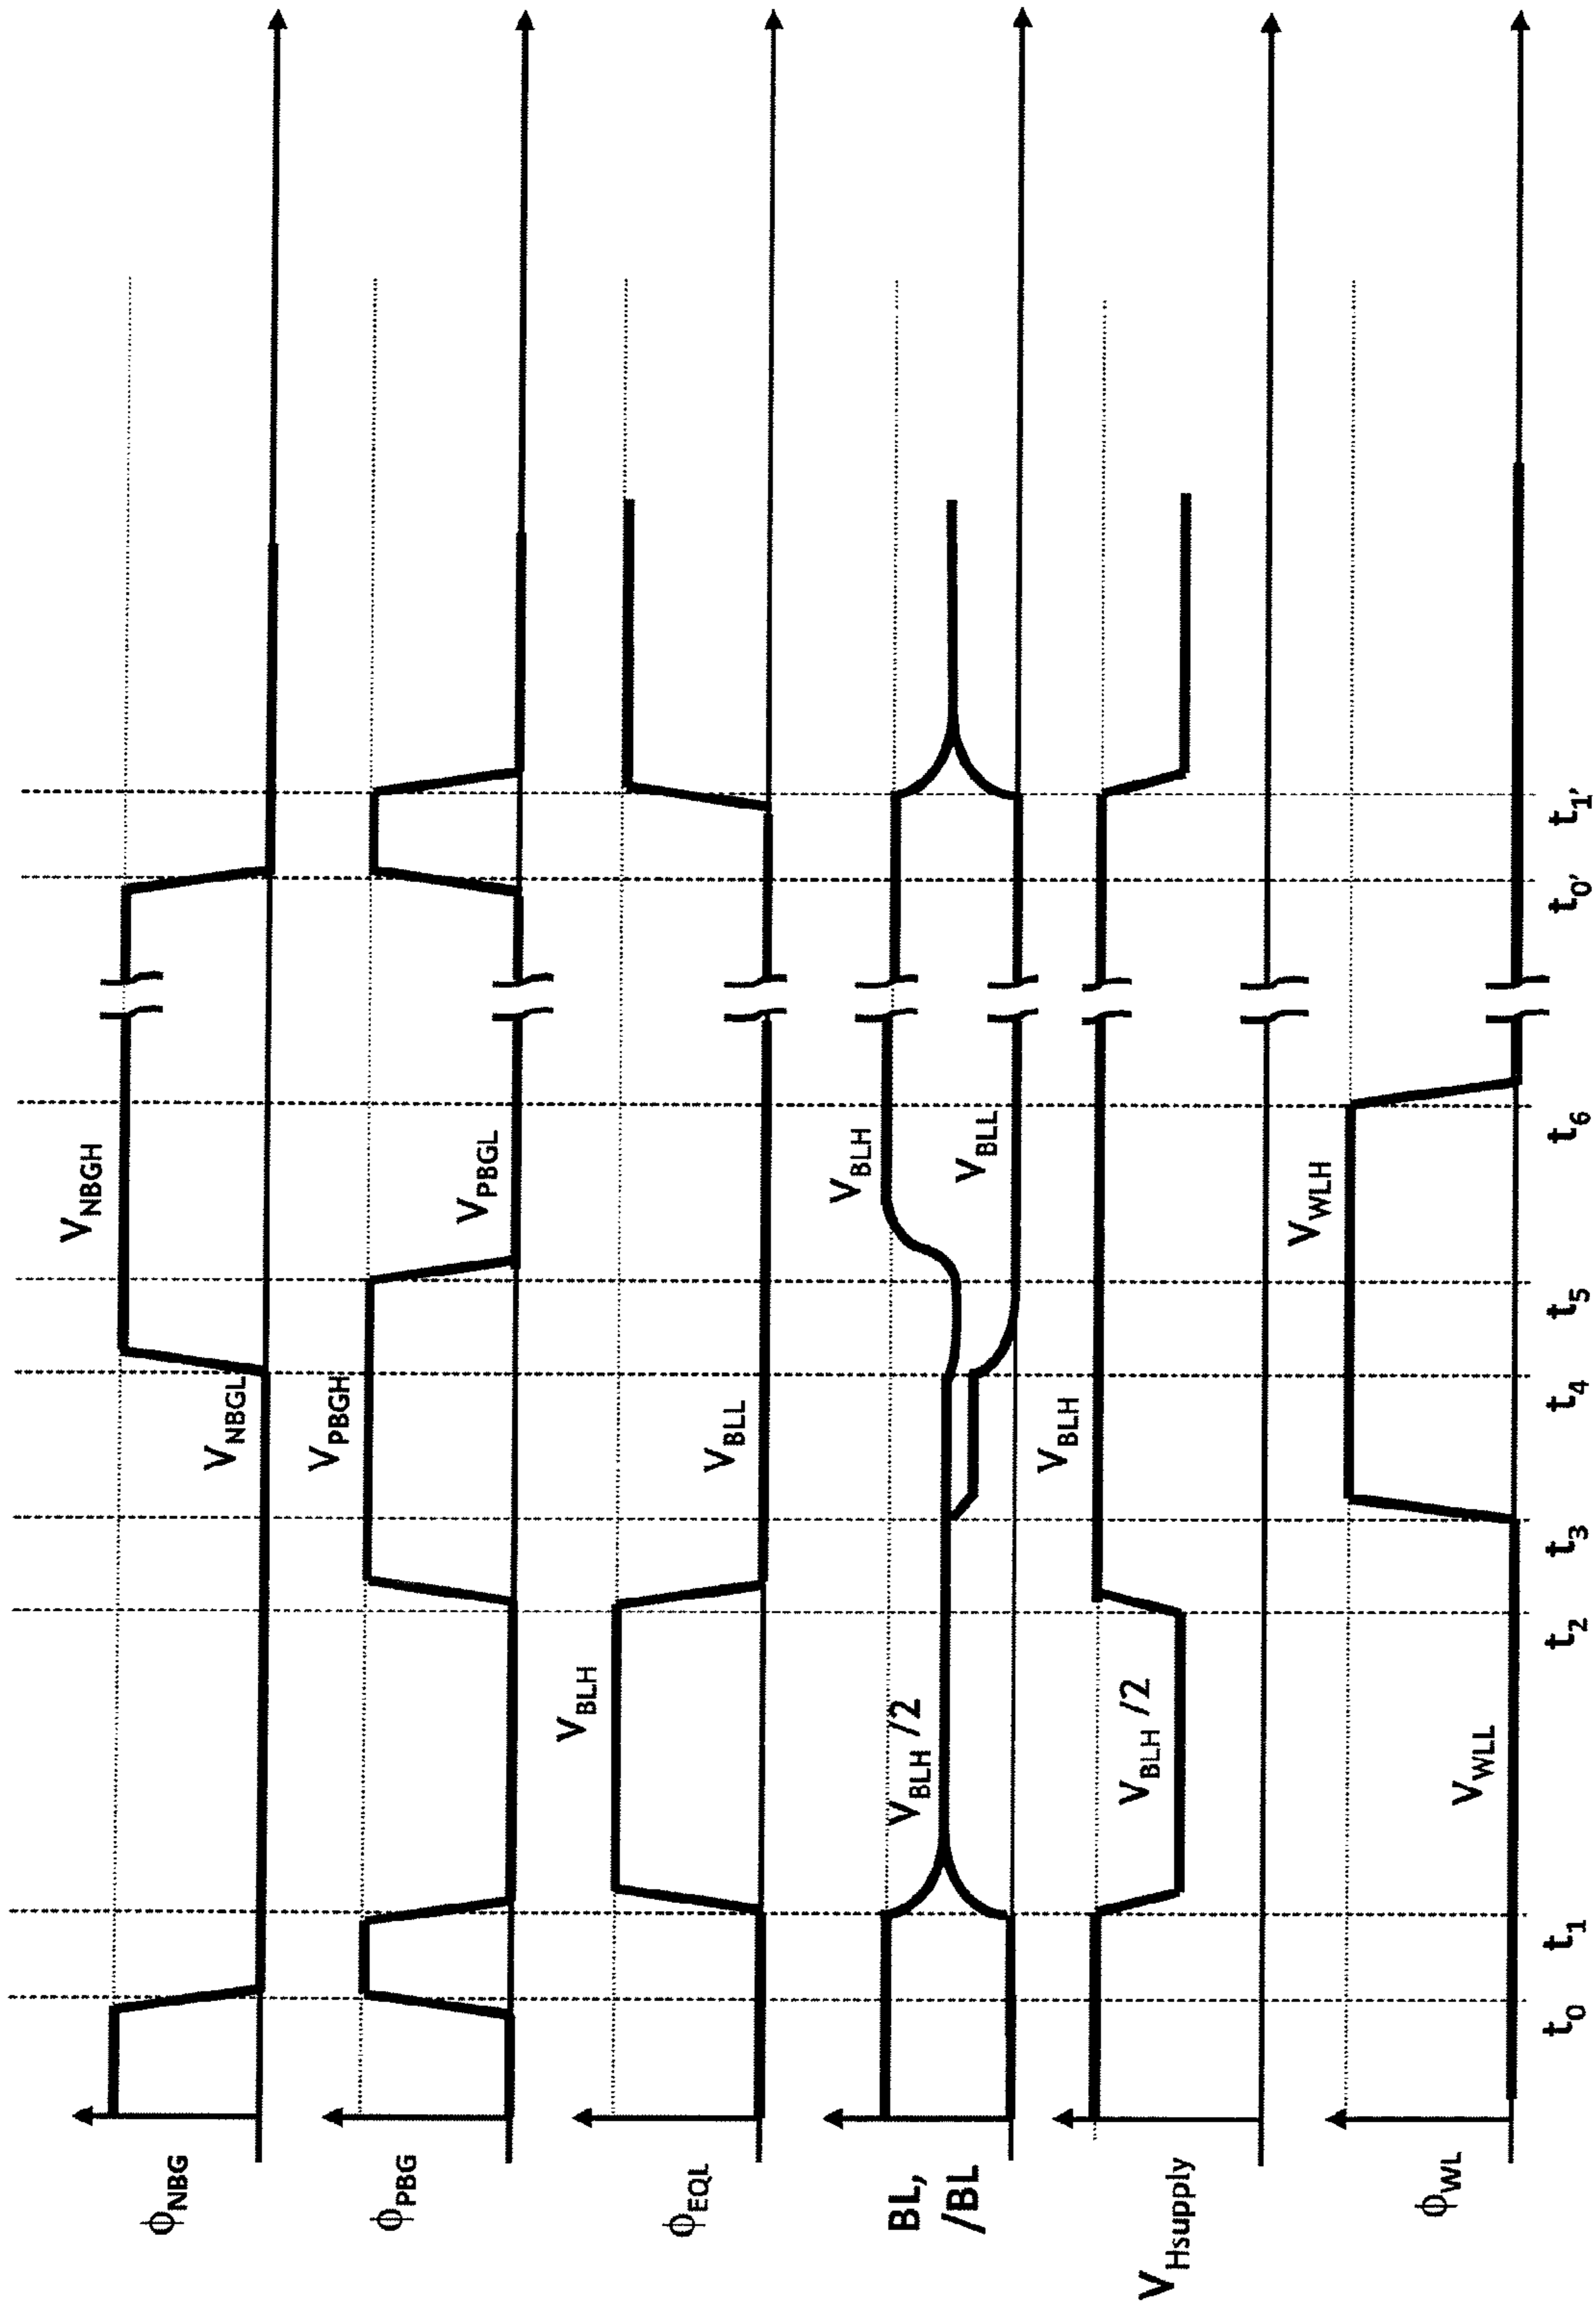 ϕNBG
VNBGL
VNBGH
ϕPBG
VPBGH
VPBGL
ϕEQL
VBLH
VBLL
BL,
/BL
VBLH /2
VBLH
VBLL
VHsupply
VBLH /2
VBLH
ϕWL
VWLL
VWLH
t0 t1 t2 t3 t4 t5 t6 t0' t1'